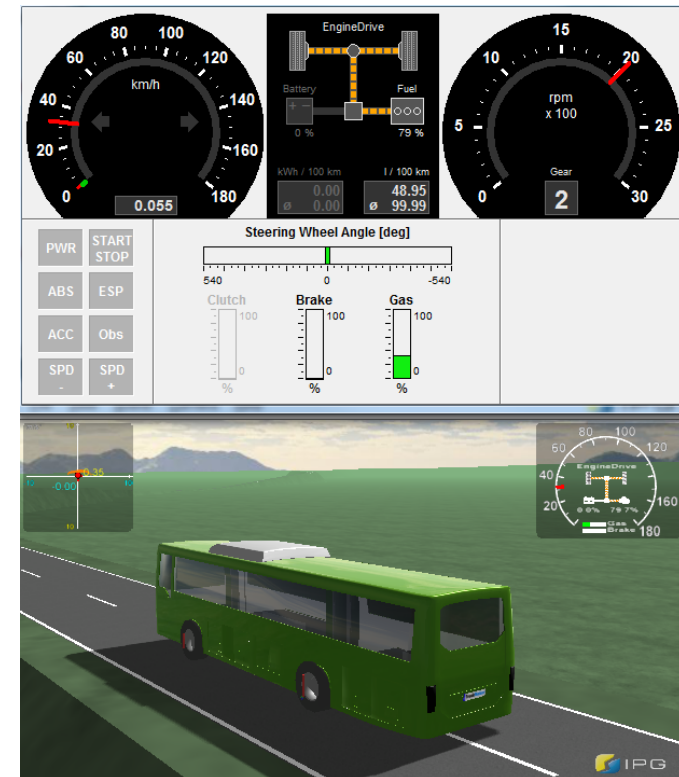 0
20
40
60
80
100
120
140
160
180
km/h
0.055
EngineDrive
Battery
Fuel
0 %
79 %
kWh / 100 km
l / 100 km
0.00
48.95
ø 0.00
ø 99.99
0
5
10
15
20
25
30
rpm
x 100
Gear
2
PWR
START
STOP
ABS
ESP
ACC
Obs
SPD
-
SPD
+
Steering Wheel Angle [deg]
540
0
-540
Clutch
Brake
Gas
100
100
100
0
0
0
%
%
%
10
0.35
-0.00
10
20
40
60
80
100
120
160
180
EngineDrive
0.0%
79.7%
Gas
Brake
IPG